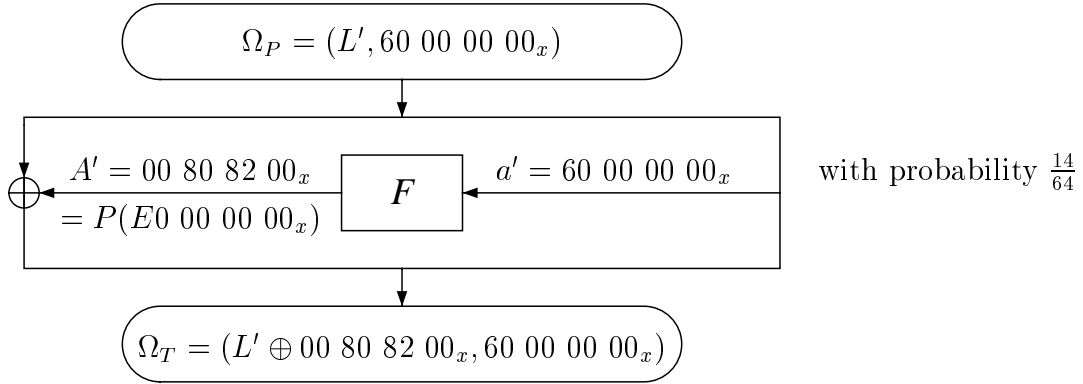 Ω_P = (L′, 60 00 00 00_x)
A′ = 00 80 82 00_x
= P(E0 00 00 00_x)
F
a′ = 60 00 00 00_x
with probability 14/64
Ω_T = (L′ ⊕ 00 80 82 00_x, 60 00 00 00_x)